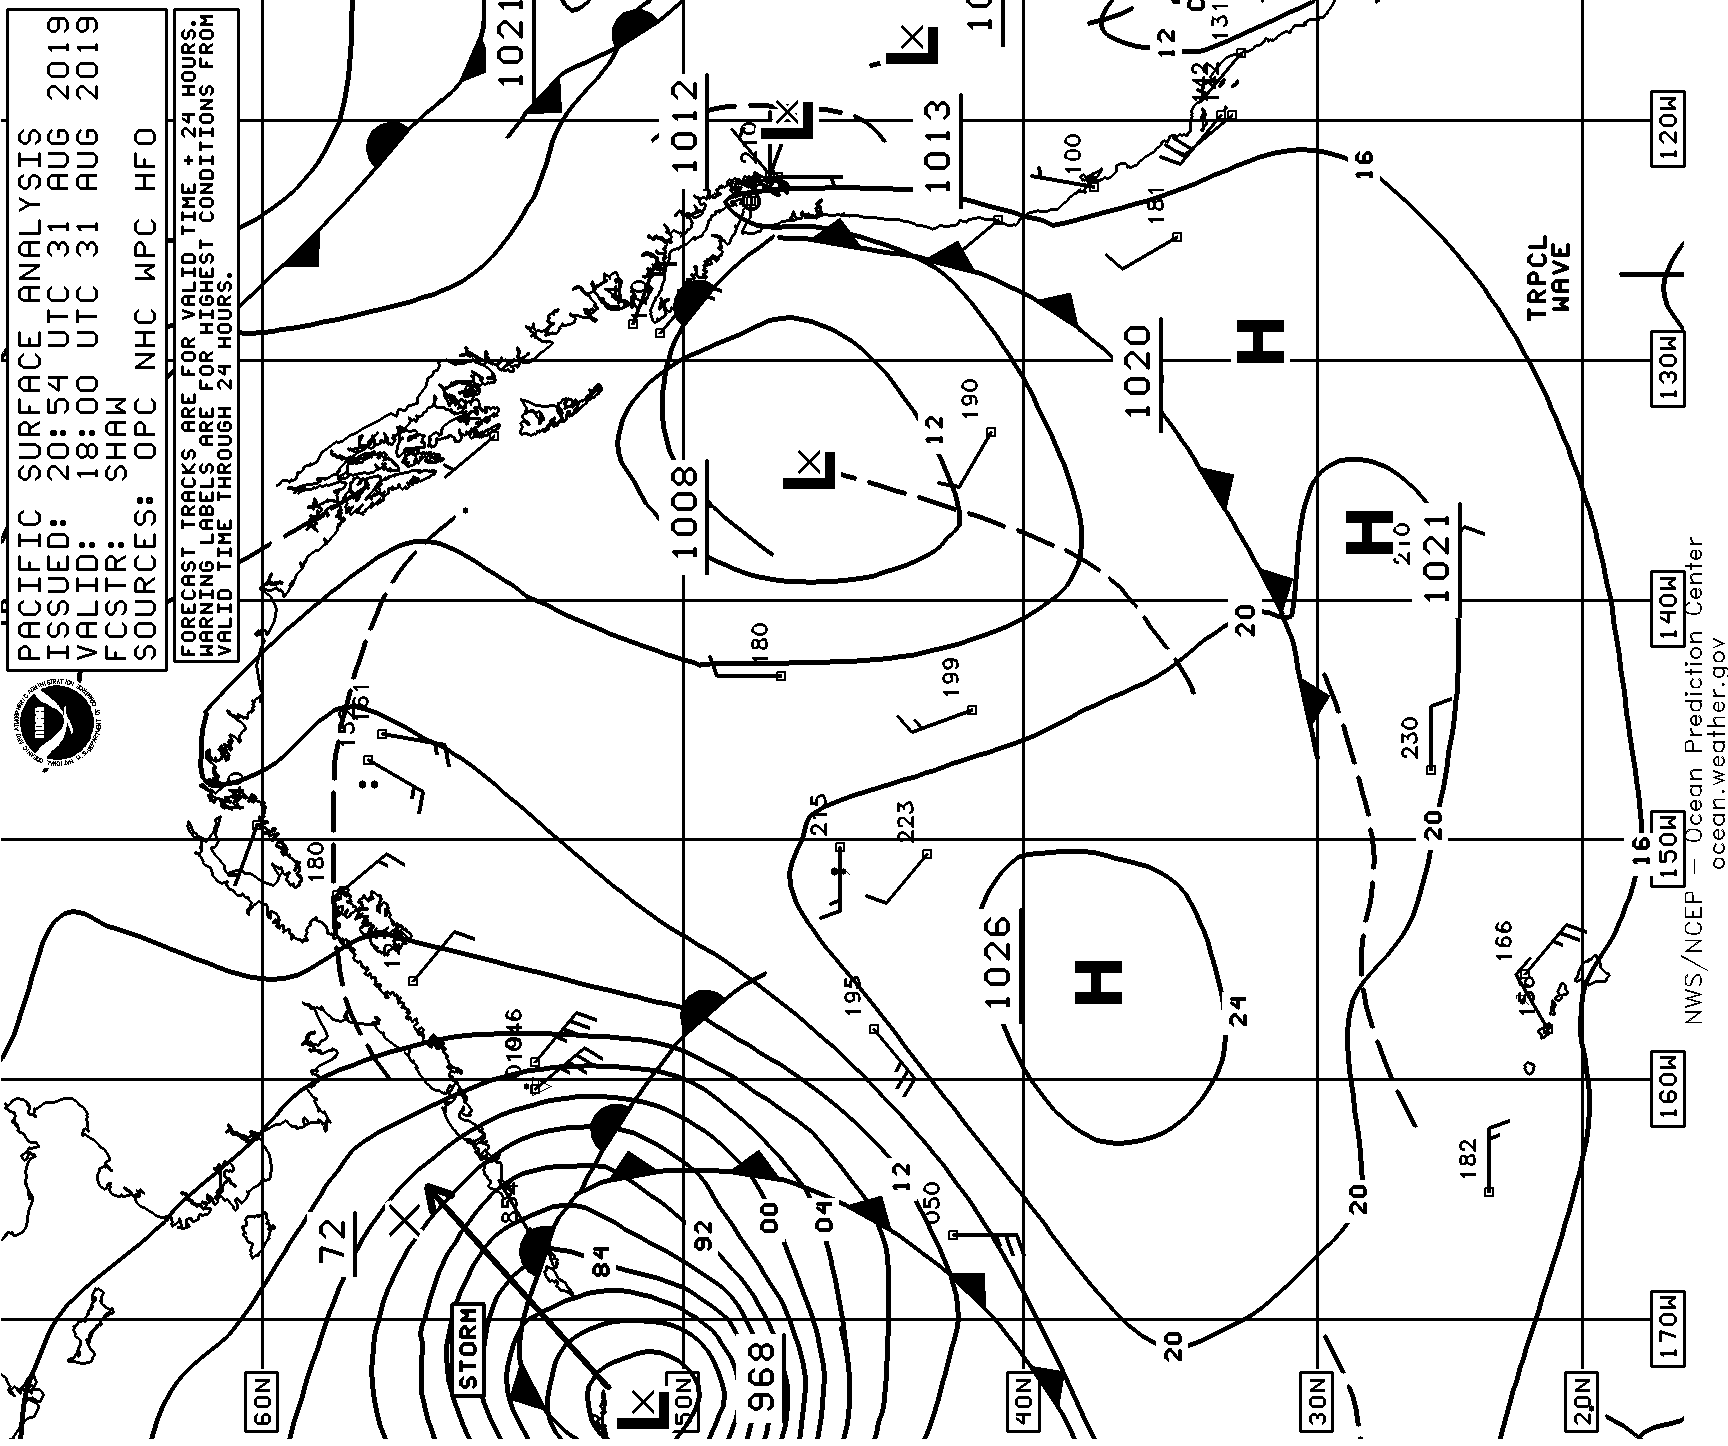 PACIFIC SURFACE ANALYSIS
ISSUED: 20:54 UTC 31 AUG 2019
VALID: 18:00 UTC 31 AUG 2019
FCSTR: SHAW
SOURCES: OPC NHC WPC HFO
FORECAST TRACKS ARE FOR VALID TIME + 24 HOURS.
WARNING LABELS ARE FOR HIGHEST CONDITIONS FROM
VALID TIME THROUGH 24 HOURS.
NOAA
1021
1012
L
L
1013
12
131
210
100
16
120W
181
TRPCL
WAVE
H
1020
130W
190
12
L
1008
H
210
1021
20
140W
180
199
161
230
215
223
20
16
150W
180
195
1026
H
24
166
046
160W
12
050
182
20
72
84
92
00
04
STORM
968
L
20
170W
60N
50N
40N
30N
20N
NWS/NCEP – Ocean Prediction Center
ocean.weather.gov